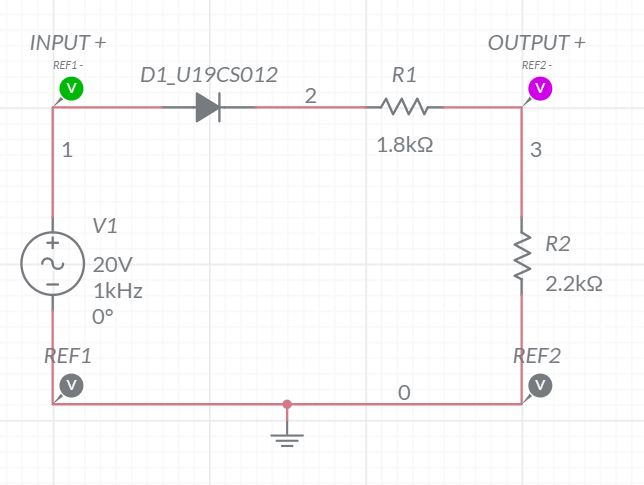 INPUT +
REF1 -
V
OUTPUT +
REF2 -
V
D1_U19CS012
2
R1
1.8kΩ
1
3
V1
20V
1kHz
0°
R2
2.2kΩ
REF1
V
REF2
V
0